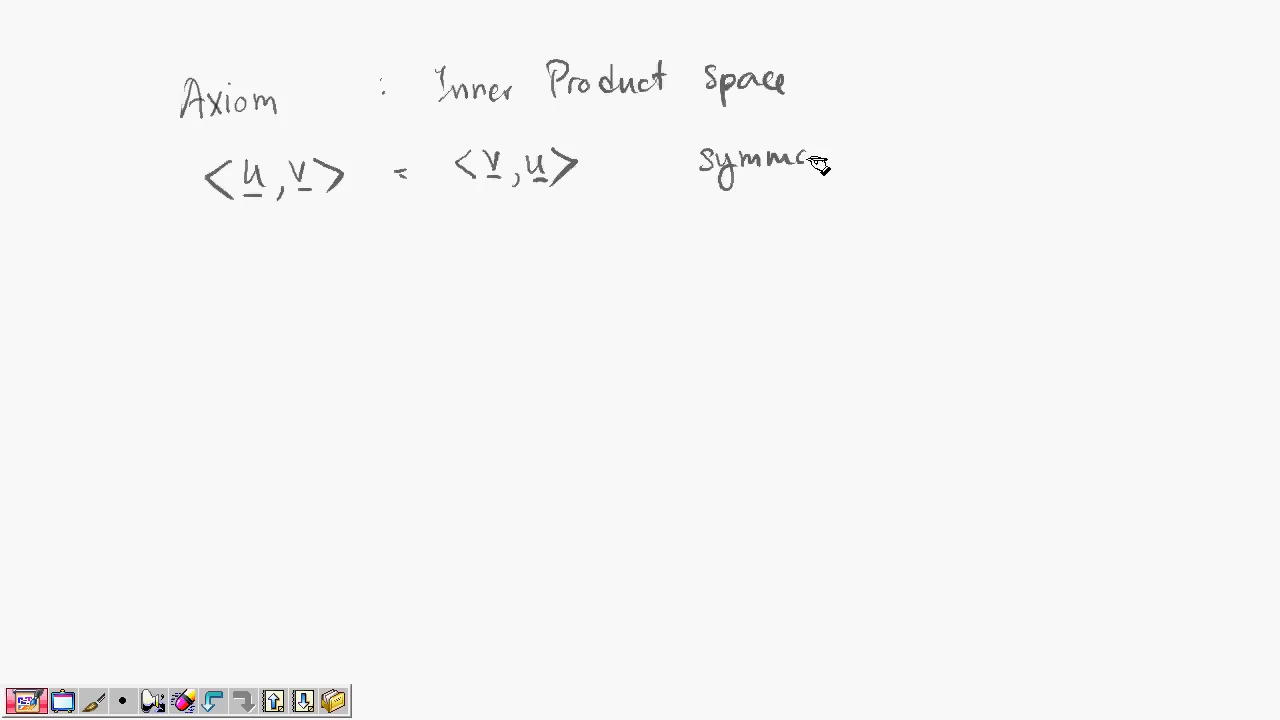 Axiom : Inner Product space
<u, v> = <v, u> symme